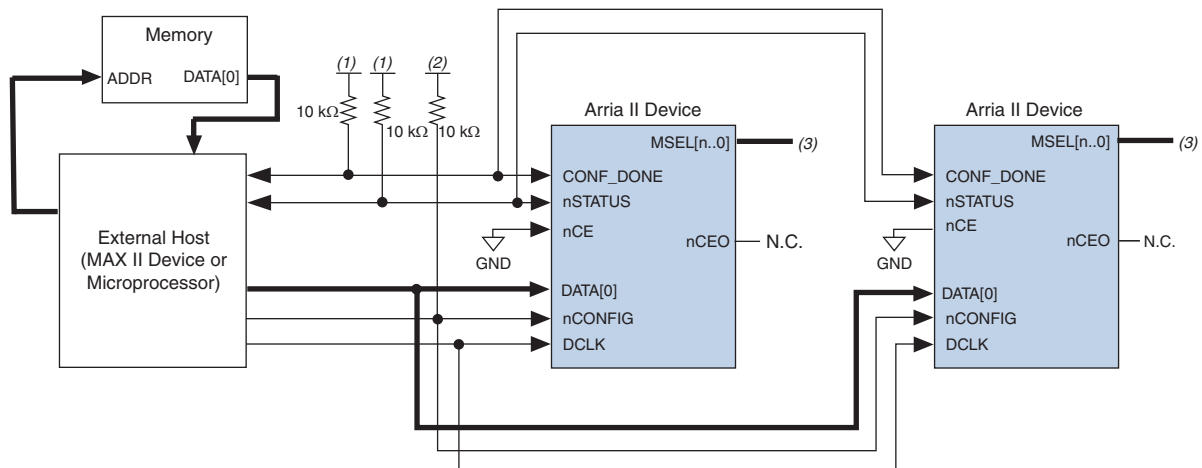 Memory
ADDR
DATA[0]
(1)
(1)
(2)
10 kΩ
10 kΩ
10 kΩ
External Host
(MAX II Device or
Microprocessor)
Arria II Device
MSEL[n..0]
(3)
CONF_DONE
nSTATUS
nCE
GND
nCEO
N.C.
DATA[0]
nCONFIG
DCLK
Arria II Device
MSEL[n..0]
(3)
CONF_DONE
nSTATUS
nCE
GND
nCEO
N.C.
DATA[0]
nCONFIG
DCLK